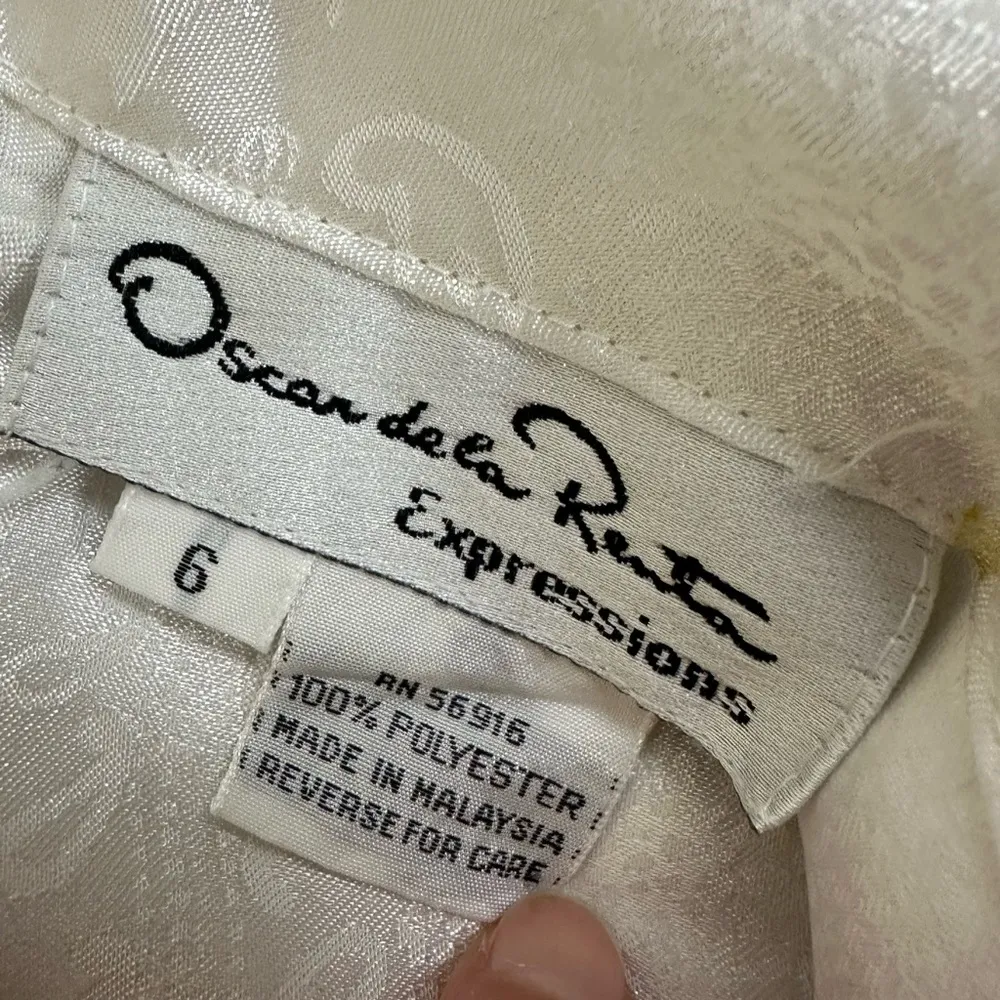 Oscar de la Renta
Expressions
6
RN 56916
100% POLYESTER
MADE IN MALAYSIA
REVERSE FOR CARE